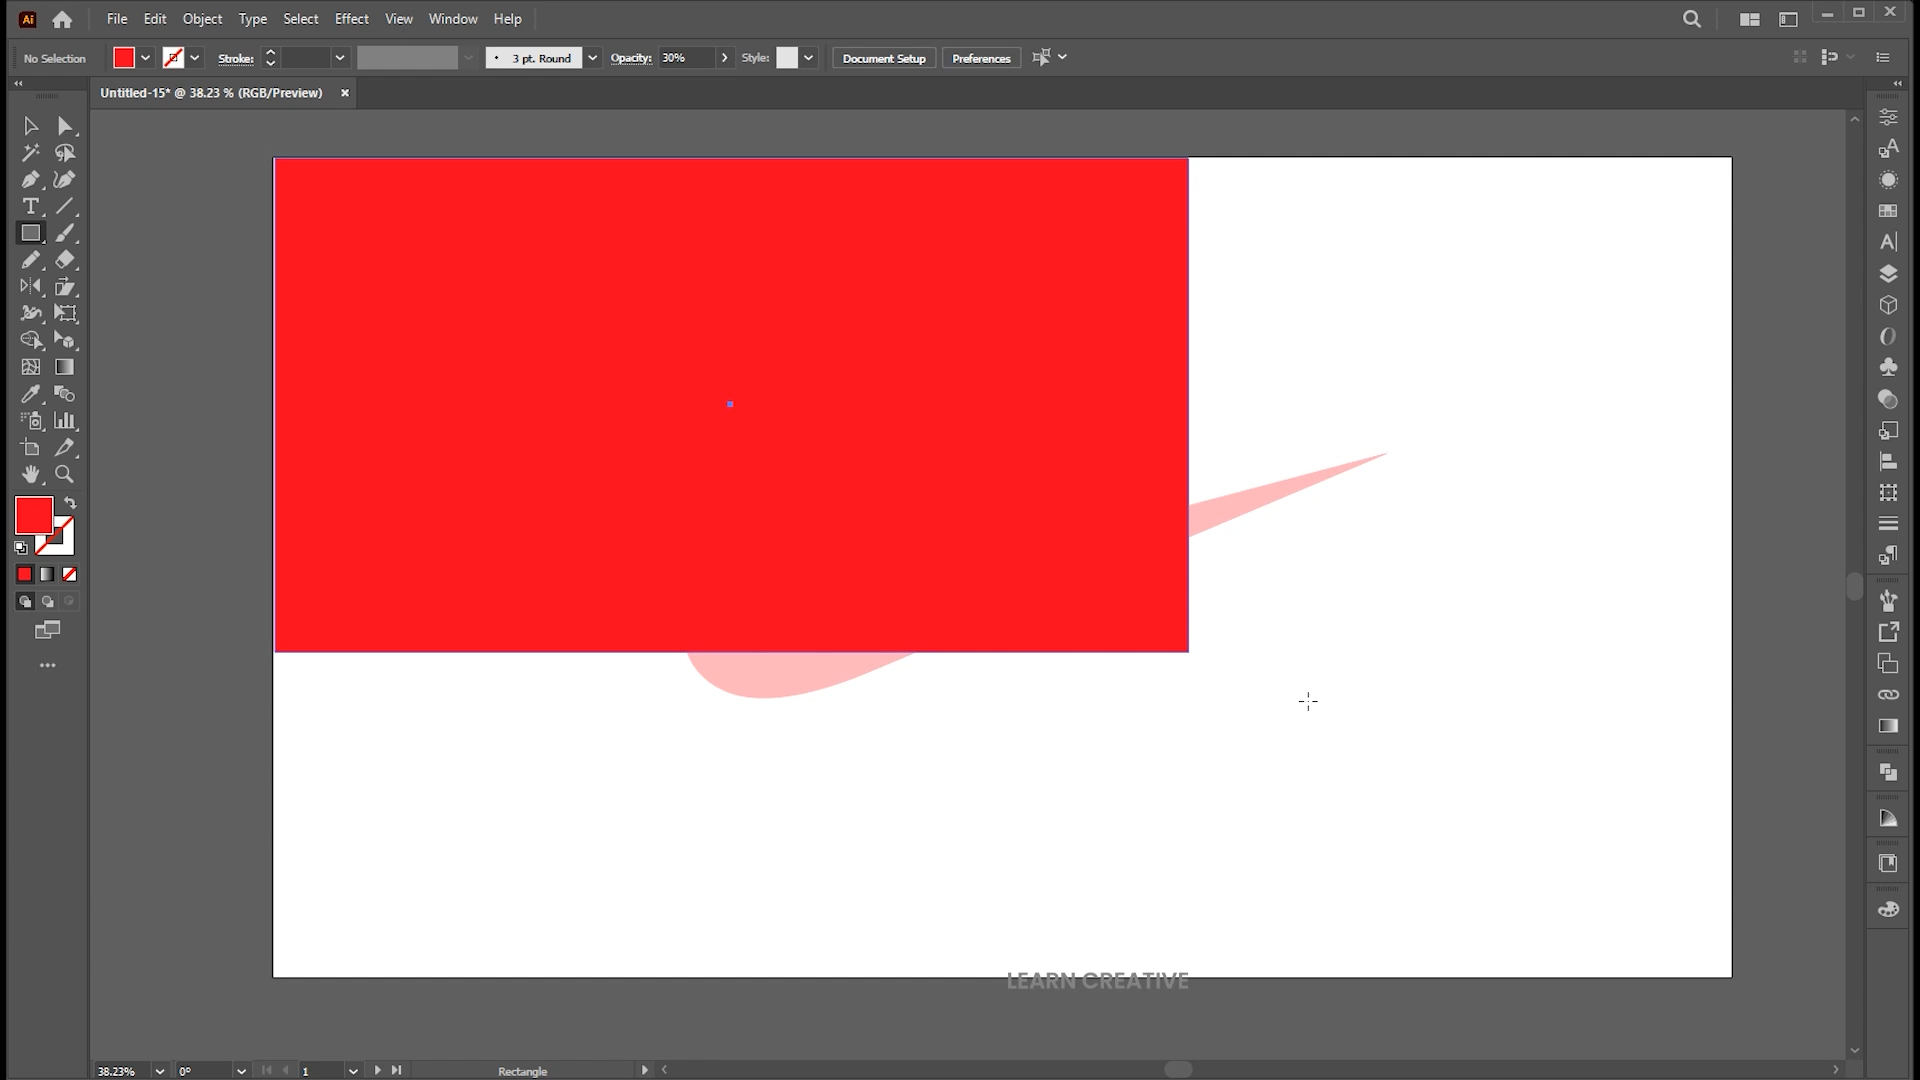 Ai File Edit Object Type Select Effect View Window Help
No Selection Stroke: 3 pt. Round Opacity: 30% Style: Document Setup Preferences
Untitled-15* @ 38.23 % (RGB/Preview) ×
LEARN CREATIVE
38.23% 0° 1 Rectangle